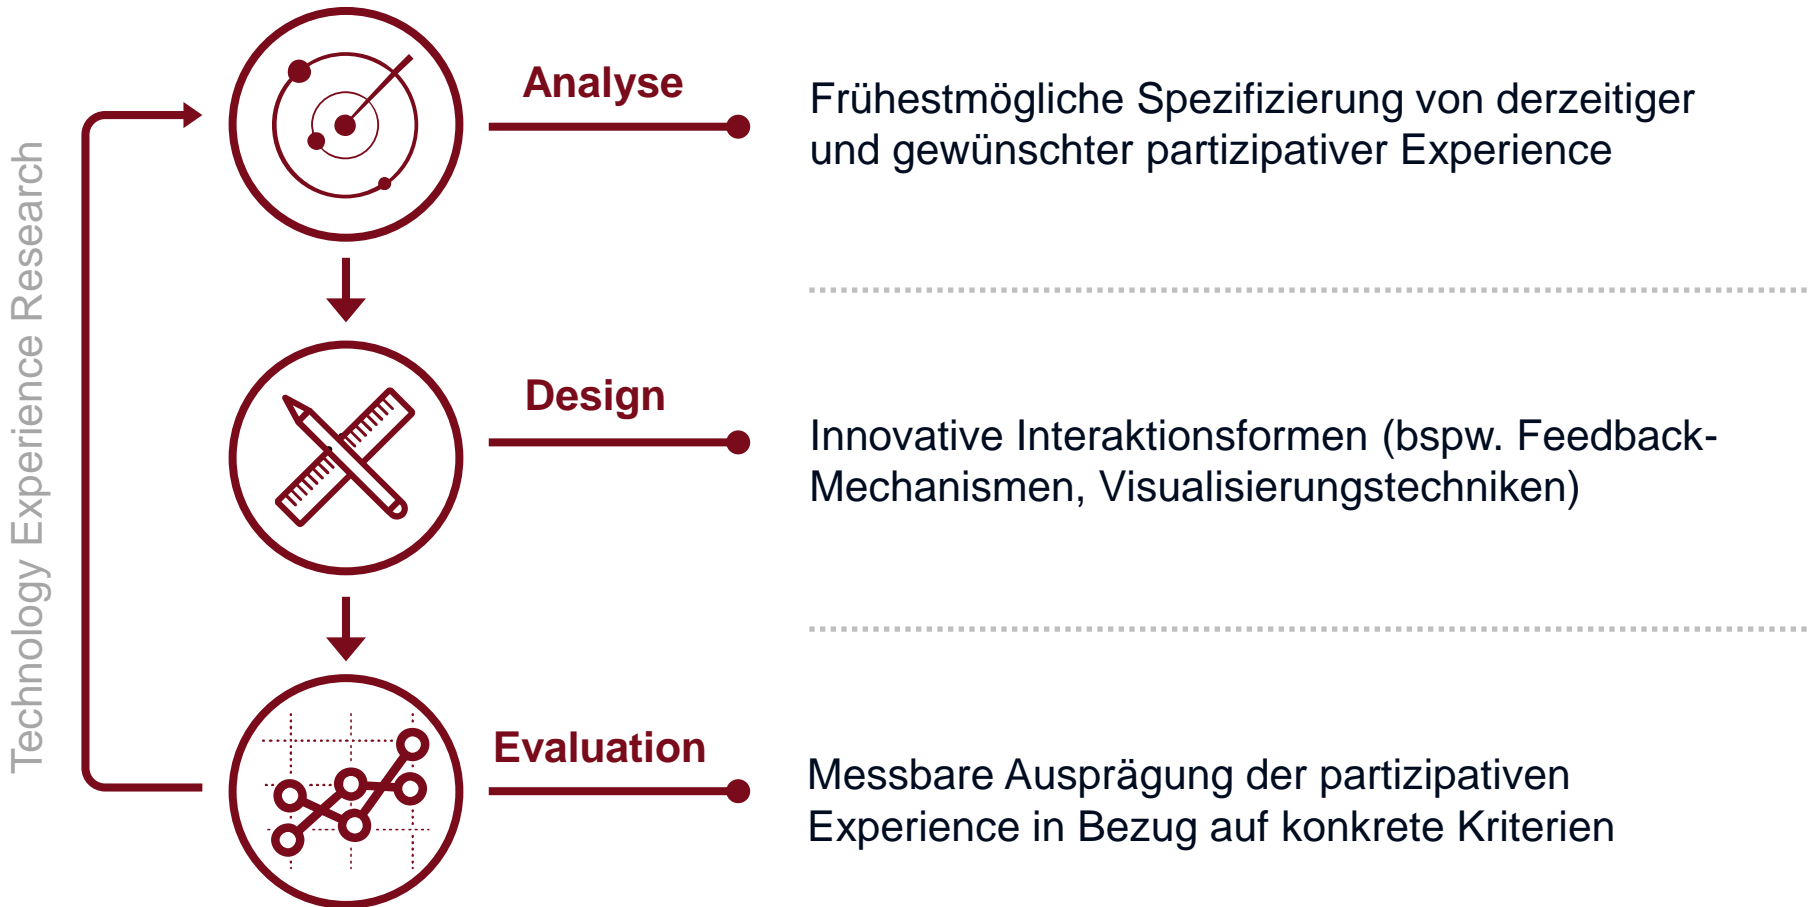 Technology Experience Research
Analyse
Frühestmögliche Spezifizierung von derzeitiger
und gewünschter partizipativer Experience
Design
Innovative Interaktionsformen (bspw. Feedback-
Mechanismen, Visualisierungstechniken)
Evaluation
Messbare Ausprägung der partizipativen
Experience in Bezug auf konkrete Kriterien